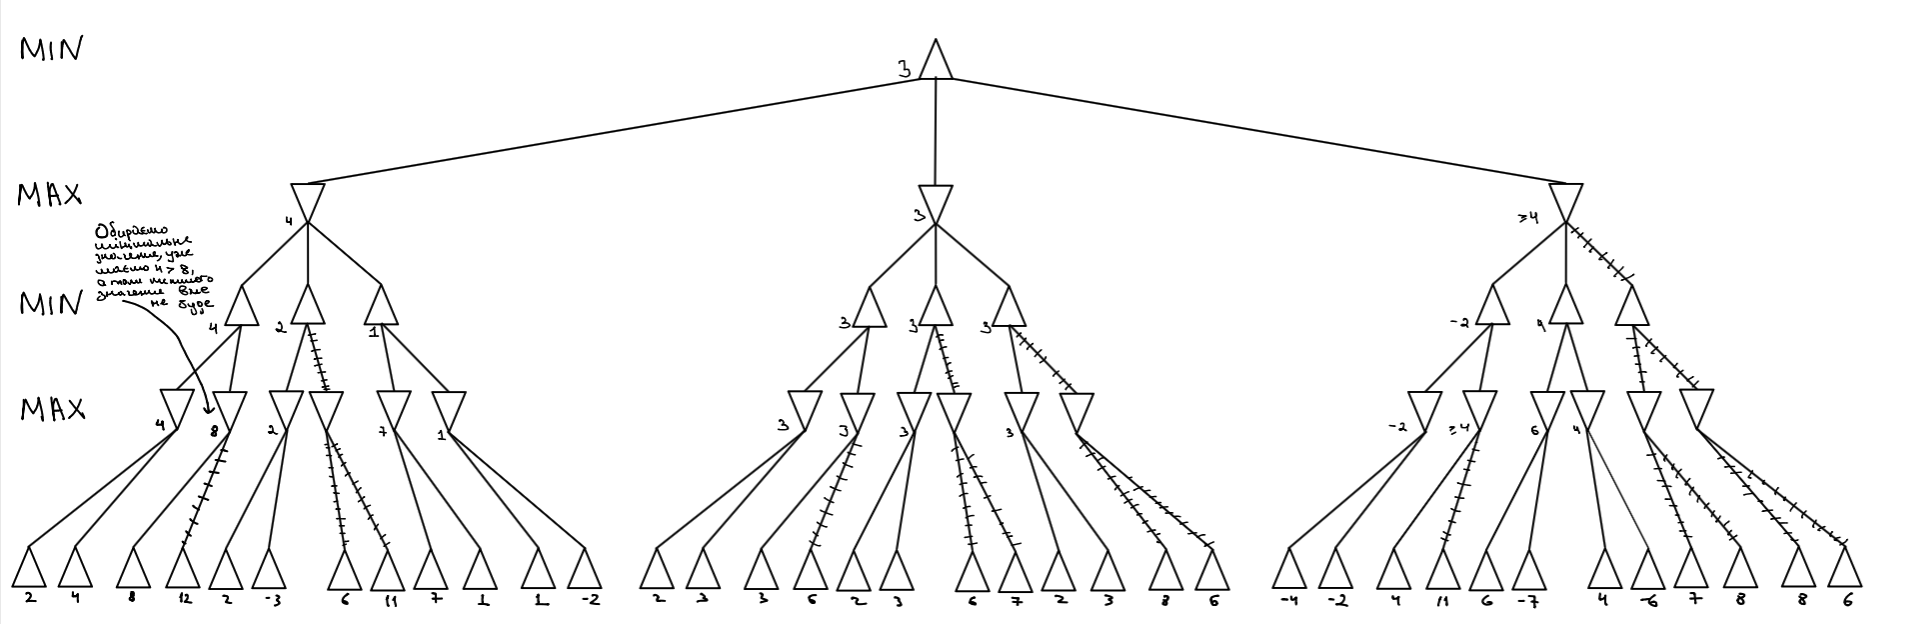 MIN
3
MAX
4
3
≥4
Обираємо
мінімальне
значення, уже
маємо 4 > 8,
а тому меншого
значення вже
не буде
MIN
4 2 1
3 3 3
-2 4
MAX
4 8 2 7 1
3 3 3 3
-2 ≥4 6 4
2 4 8 12 2 -3 6 11 7 1 1 -2
2 3 3 5 2 3 6 7 2 3 8 6
-4 -2 4 11 6 -7 4 -6 7 8 8 6